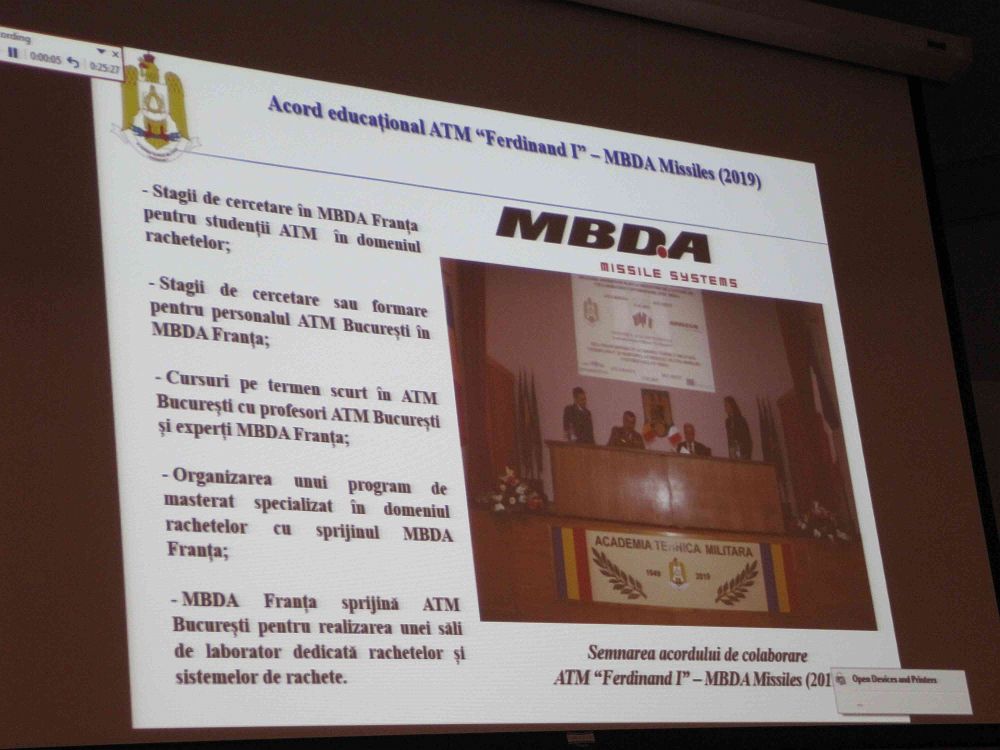 ording
0:00:05 0:25:27
Acord educațional ATM “Ferdinand I” – MBDA Missiles (2019)
- Stagii de cercetare în MBDA Franța
pentru studenții ATM în domeniul
rachetelor;
- Stagii de cercetare sau formare
pentru personalul ATM București în
MBDA Franța;
- Cursuri pe termen scurt în ATM
București cu profesori ATM București
și experți MBDA Franța;
- Organizarea unui program de
masterat specializat în domeniul
rachetelor cu sprijinul MBDA
Franța;
- MBDA Franța sprijină ATM
București pentru realizarea unei săli
de laborator dedicată rachetelor și
sistemelor de rachete.
MBDA
MISSILE SYSTEMS
ACADEMIA TEHNICA MILITARA
1949 2019
Semnarea acordului de colaborare
ATM “Ferdinand I” – MBDA Missiles (201
Open Devices and Printers